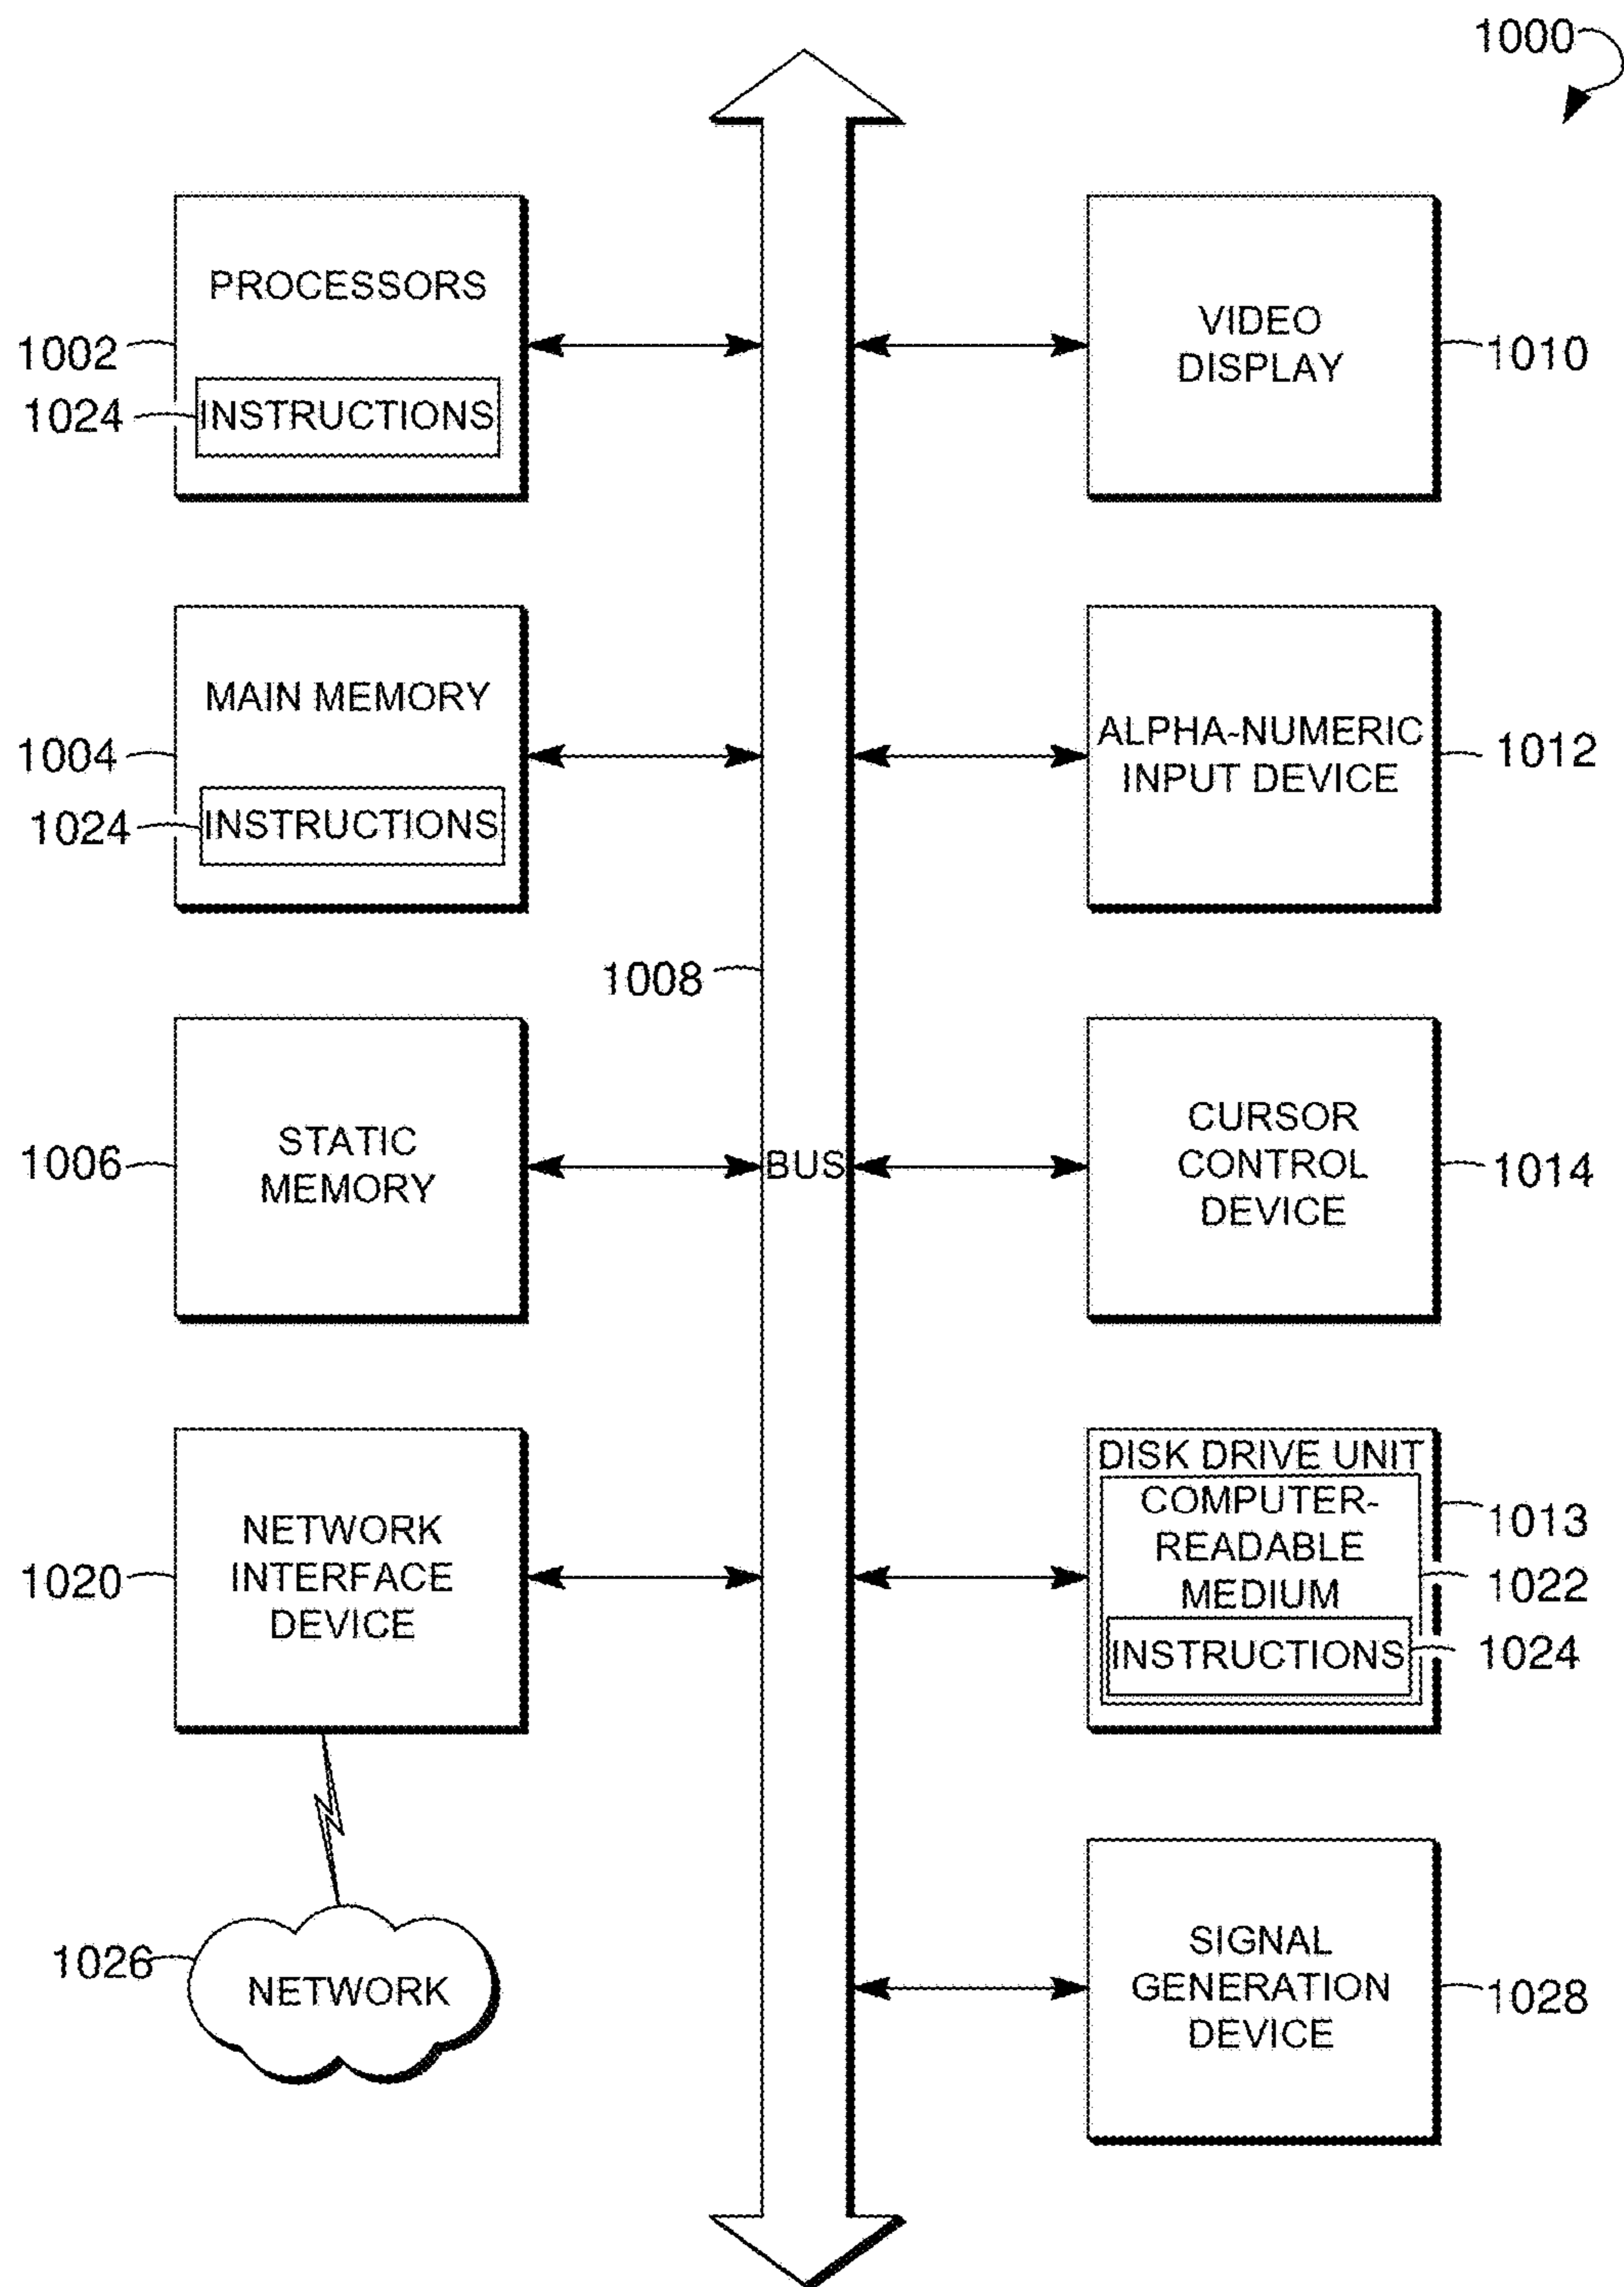 1000
PROCESSORS
1002
1024
INSTRUCTIONS
VIDEO
DISPLAY
1010
MAIN MEMORY
1004
1024
INSTRUCTIONS
ALPHA-NUMERIC
INPUT DEVICE
1012
1008
STATIC
MEMORY
1006
BUS
CURSOR
CONTROL
DEVICE
1014
NETWORK
INTERFACE
DEVICE
1020
DISK DRIVE UNIT
COMPUTER-
READABLE
MEDIUM
INSTRUCTIONS
1013
1022
1024
1026
NETWORK
SIGNAL
GENERATION
DEVICE
1028